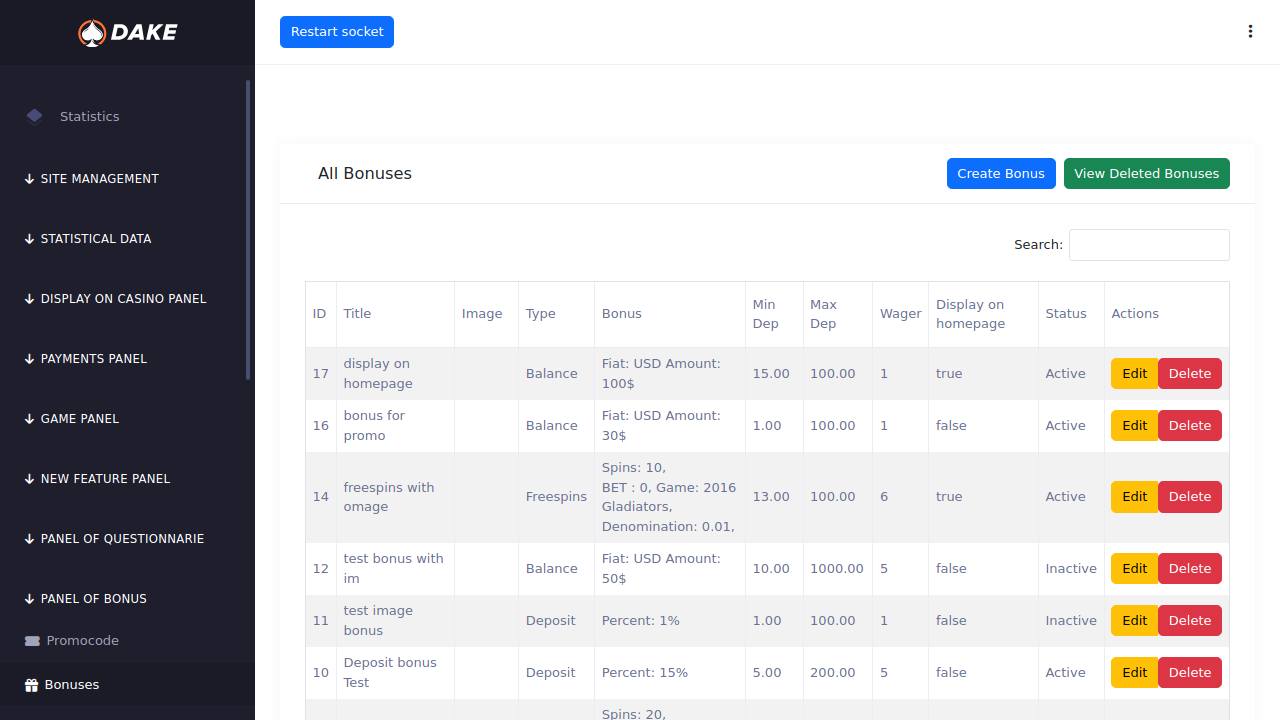 DAKE
Restart socket
Statistics
SITE MANAGEMENT
STATISTICAL DATA
DISPLAY ON CASINO PANEL
PAYMENTS PANEL
GAME PANEL
NEW FEATURE PANEL
PANEL OF QUESTIONNARIE
PANEL OF BONUS
Promocode
Bonuses
All Bonuses
Create Bonus
View Deleted Bonuses
Search:
ID Title Image Type Bonus Min Dep Max Dep Wager Display on homepage Status Actions
17 display on homepage Balance Fiat: USD Amount: 100$ 15.00 100.00 1 true Active Edit Delete
16 bonus for promo Balance Fiat: USD Amount: 30$ 1.00 100.00 1 false Active Edit Delete
14 freespins with omage Freespins Spins: 10, BET : 0, Game: 2016 Gladiators, Denomination: 0.01, 13.00 100.00 6 true Active Edit Delete
12 test bonus with im Balance Fiat: USD Amount: 50$ 10.00 1000.00 5 false Inactive Edit Delete
11 test image bonus Deposit Percent: 1% 1.00 100.00 1 false Inactive Edit Delete
10 Deposit bonus Test Deposit Percent: 15% 5.00 200.00 5 false Active Edit Delete
Spins: 20,